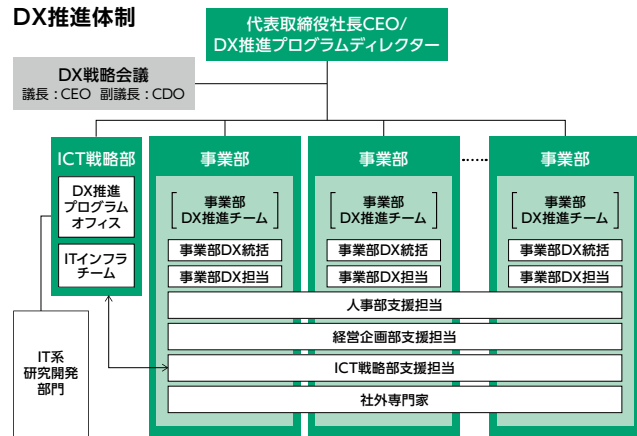 DX推進体制
代表取締役社長CEO/
DX推進プログラムディレクター
DX戦略会議
議長：CEO 副議長：CDO
ICT戦略部
DX推進
プログラム
オフィス
ITインフラ
チーム
IT系
研究開発
部門
事業部
事業部
DX推進チーム
事業部DX統括
事業部DX担当
事業部
事業部
DX推進チーム
事業部DX統括
事業部DX担当
事業部
事業部
DX推進チーム
事業部DX統括
事業部DX担当
人事部支援担当
経営企画部支援担当
ICT戦略部支援担当
社外専門家